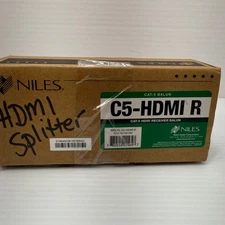 NILES
HDMI
Splitter
CAT-5 BALUN
C5-HDMI R
CAT-5 HDMI RECEIVER BALUN
NILES